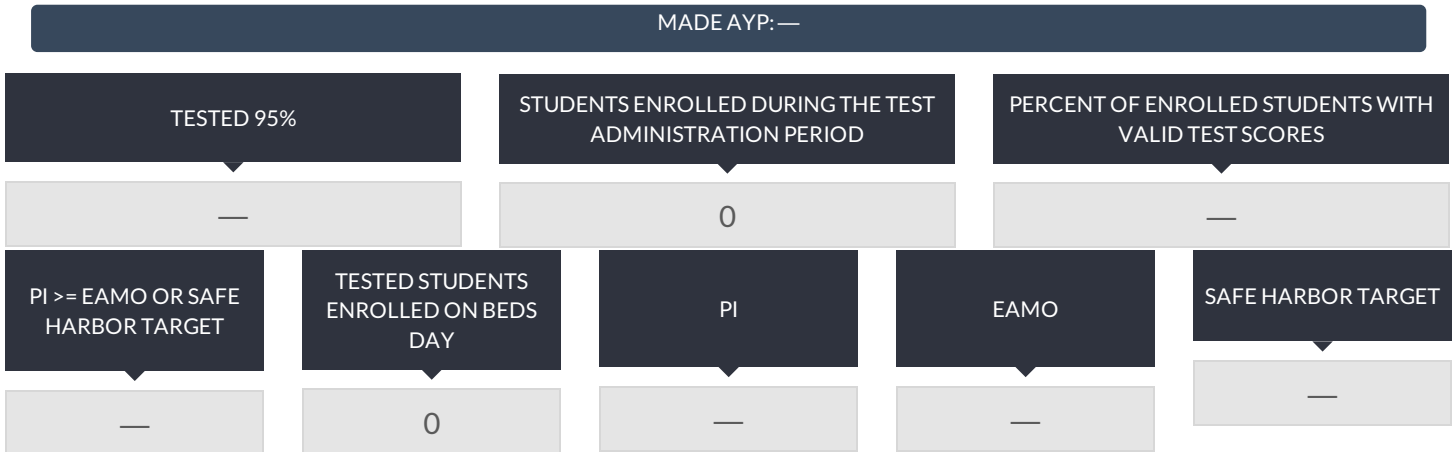 MADE AYP: —
TESTED 95%
—
STUDENTS ENROLLED DURING THE TEST
ADMINISTRATION PERIOD
0
PERCENT OF ENROLLED STUDENTS WITH
VALID TEST SCORES
—
PI >= EAMO OR SAFE
HARBOR TARGET
—
TESTED STUDENTS
ENROLLED ON BEDS
DAY
0
PI
—
EAMO
—
SAFE HARBOR TARGET
—